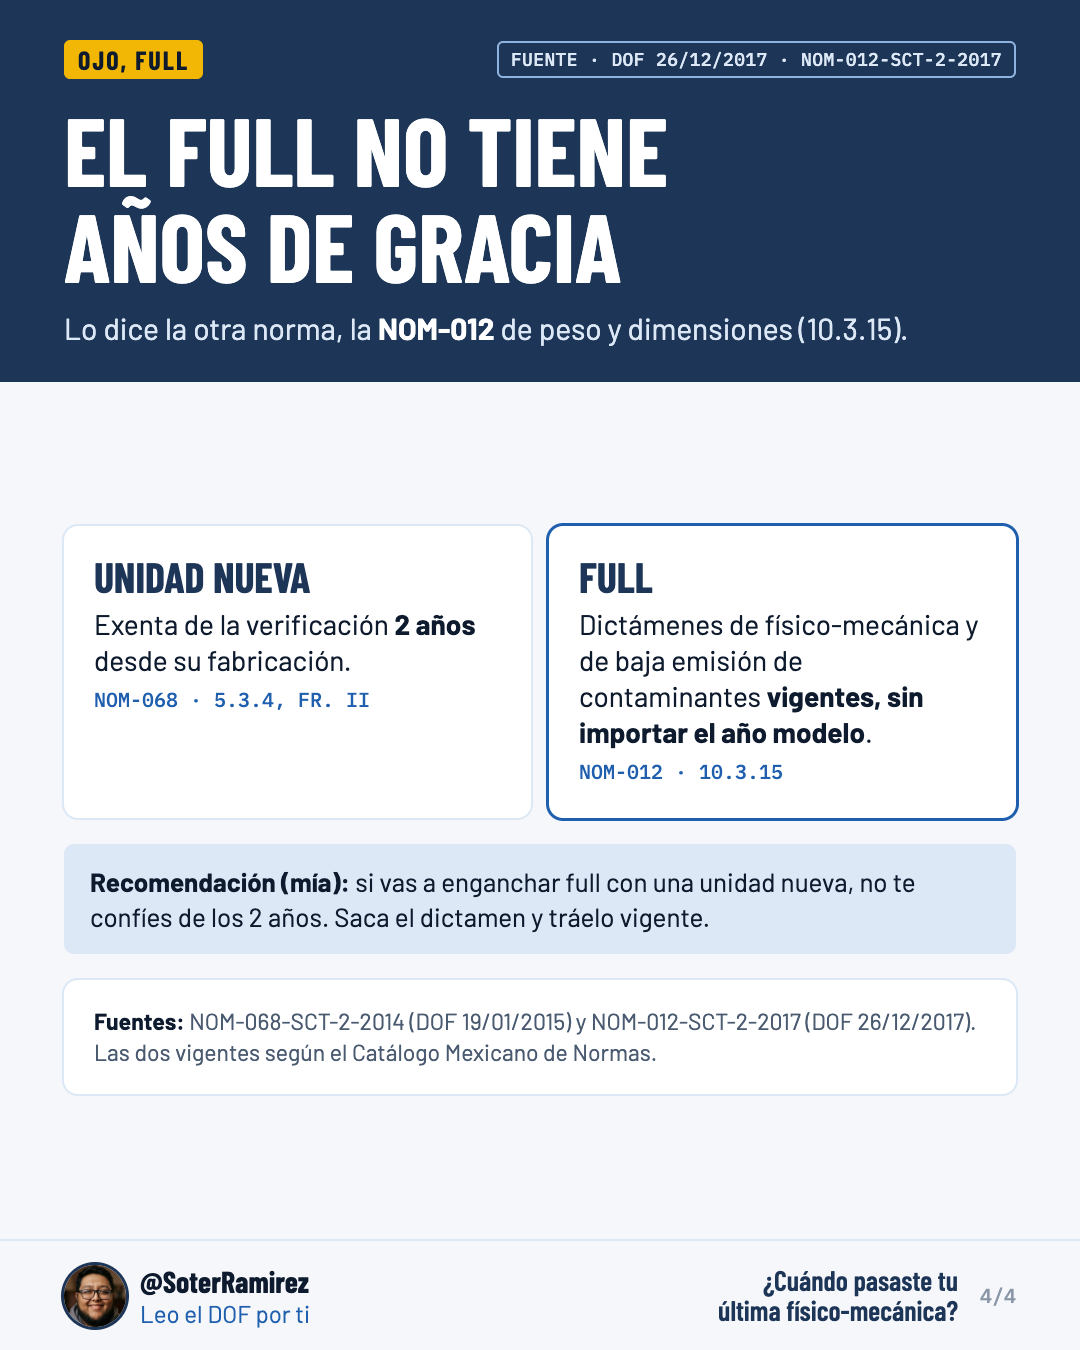 OJO, FULL
FUENTE · DOF 26/12/2017 · NOM-012-SCT-2-2017
EL FULL NO TIENE
AÑOS DE GRACIA
Lo dice la otra norma, la NOM-012 de peso y dimensiones (10.3.15).
UNIDAD NUEVA
Exenta de la verificación 2 años
desde su fabricación.
NOM-068 · 5.3.4, FR. II
FULL
Dictámenes de físico-mecánica y
de baja emisión de
contaminantes vigentes, sin
importar el año modelo.
NOM-012 · 10.3.15
Recomendación (mía): si vas a enganchar full con una unidad nueva, no te
confíes de los 2 años. Saca el dictamen y tráelo vigente.
Fuentes: NOM-068-SCT-2-2014 (DOF 19/01/2015) y NOM-012-SCT-2-2017 (DOF 26/12/2017).
Las dos vigentes según el Catálogo Mexicano de Normas.
@SoterRamirez
Leo el DOF por ti
¿Cuándo pasaste tu
última físico-mecánica?
4/4